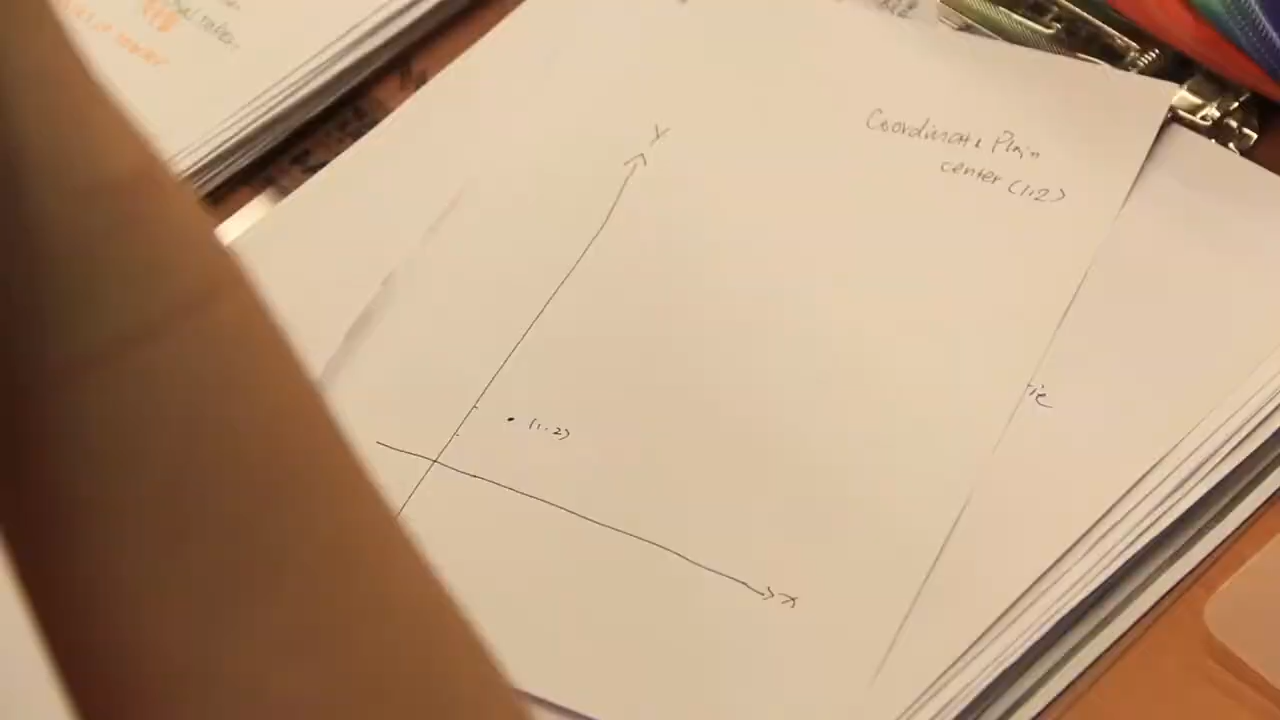 Coordinate Plain
center (1,2)
Y
(1,2)
x